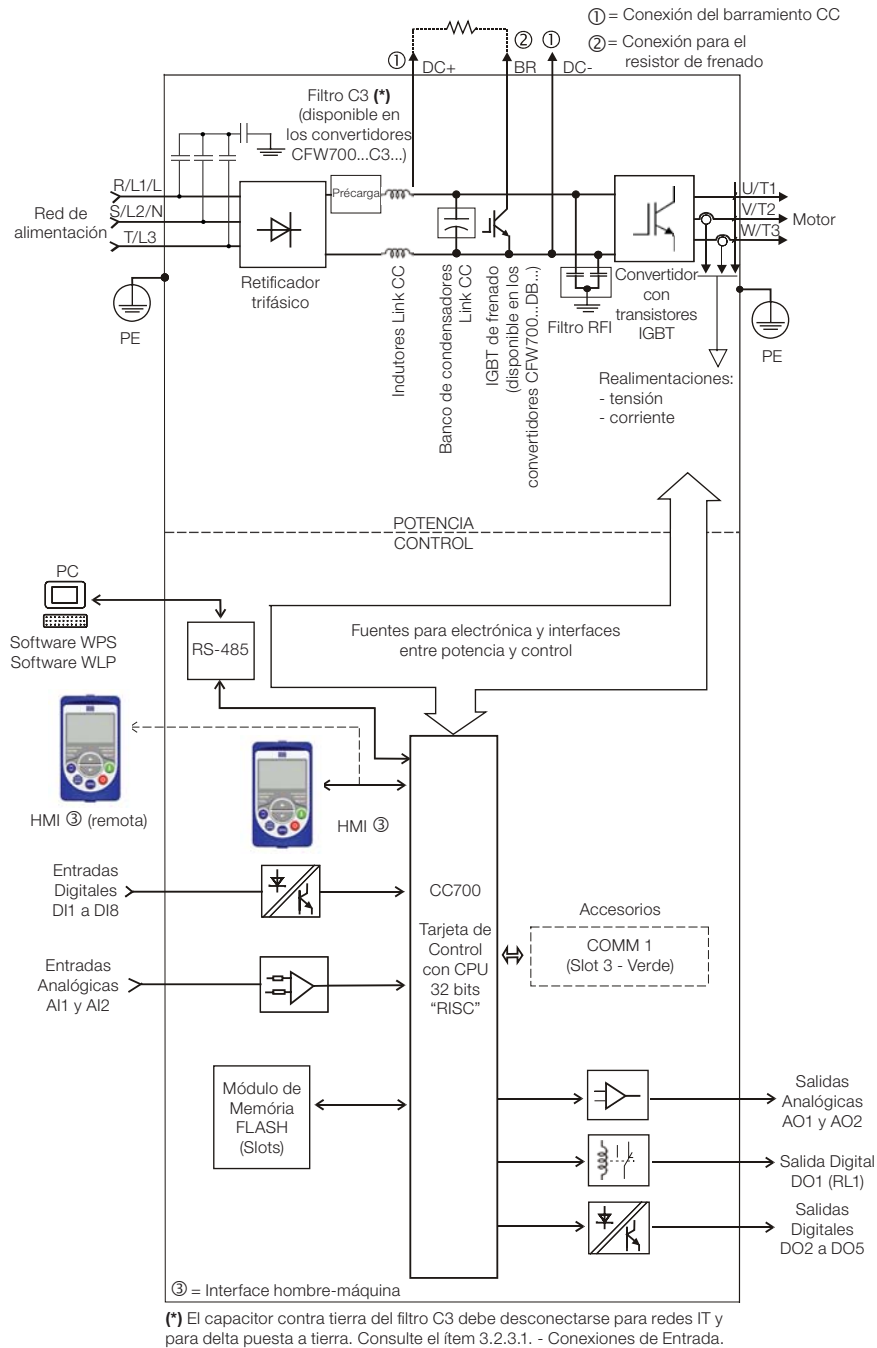 ① = Conexión del barramiento CC
② = Conexión para el
resistor de frenado
①
DC+
②
BR
①
DC-
Filtro C3 (*)
(disponible en
los convertidores
CFW700...C3...)
R/L1/L
S/L2/N
T/L3
Red de
alimentación
Précarga
U/T1
V/T2
W/T3
Motor
PE
Retificador
trifásico
Indutores Link CC
Banco de condensadores
Link CC
IGBT de frenado
(disponible en los
convertidores CFW700...DB...)
Filtro RFI
Convertidor
con
transistores
IGBT
PE
Realimentaciones:
- tensión
- corriente
POTENCIA
CONTROL
PC
Software WPS
Software WLP
RS-485
Fuentes para electrónica y interfaces
entre potencia y control
HMI ③ (remota)
HMI ③
Entradas
Digitales
DI1 a DI8
Entradas
Analógicas
AI1 y AI2
CC700
Tarjeta de
Control
con CPU
32 bits
“RISC”
Accesorios
COMM 1
(Slot 3 - Verde)
Módulo de
Memória
FLASH
(Slots)
Salidas
Analógicas
AO1 y AO2
Salida Digital
DO1 (RL1)
Salidas
Digitales
DO2 a DO5
③ = Interface hombre-máquina
(*) El capacitor contra tierra del filtro C3 debe desconectarse para redes IT y
para delta puesta a tierra. Consulte el ítem 3.2.3.1. - Conexiones de Entrada.